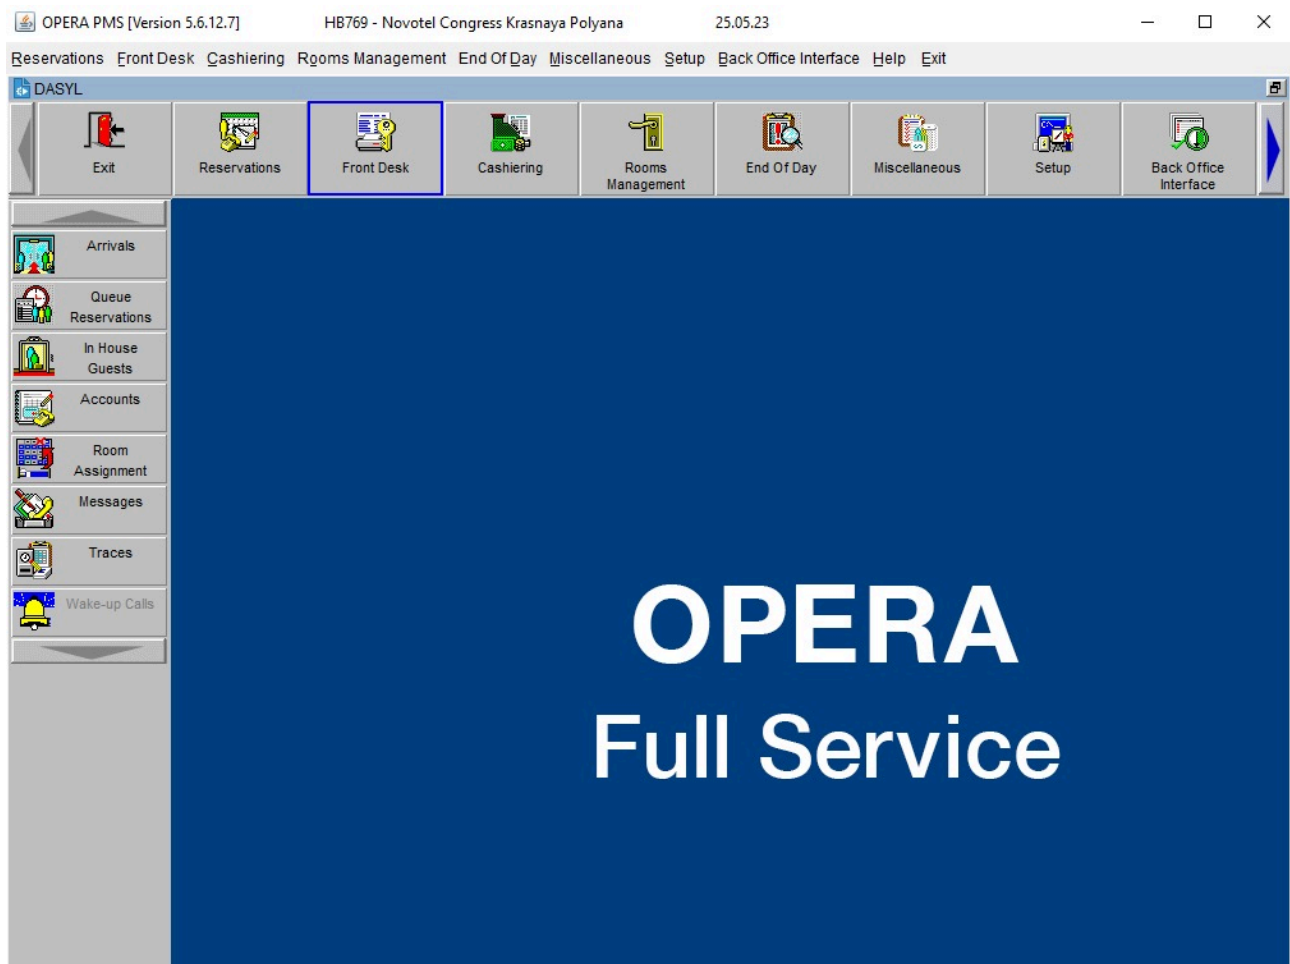 OPERA PMS [Version 5.6.12.7] HB769 - Novotel Congress Krasnaya Polyana 25.05.23
Reservations Front Desk Cashiering Rooms Management End Of Day Miscellaneous Setup Back Office Interface Help Exit
DASYL
Exit
Reservations
Front Desk
Cashiering
Rooms
Management
End Of Day
Miscellaneous
Setup
Back Office
Interface
Arrivals
Queue
Reservations
In House
Guests
Accounts
Room
Assignment
Messages
Traces
Wake-up Calls
OPERA
Full Service